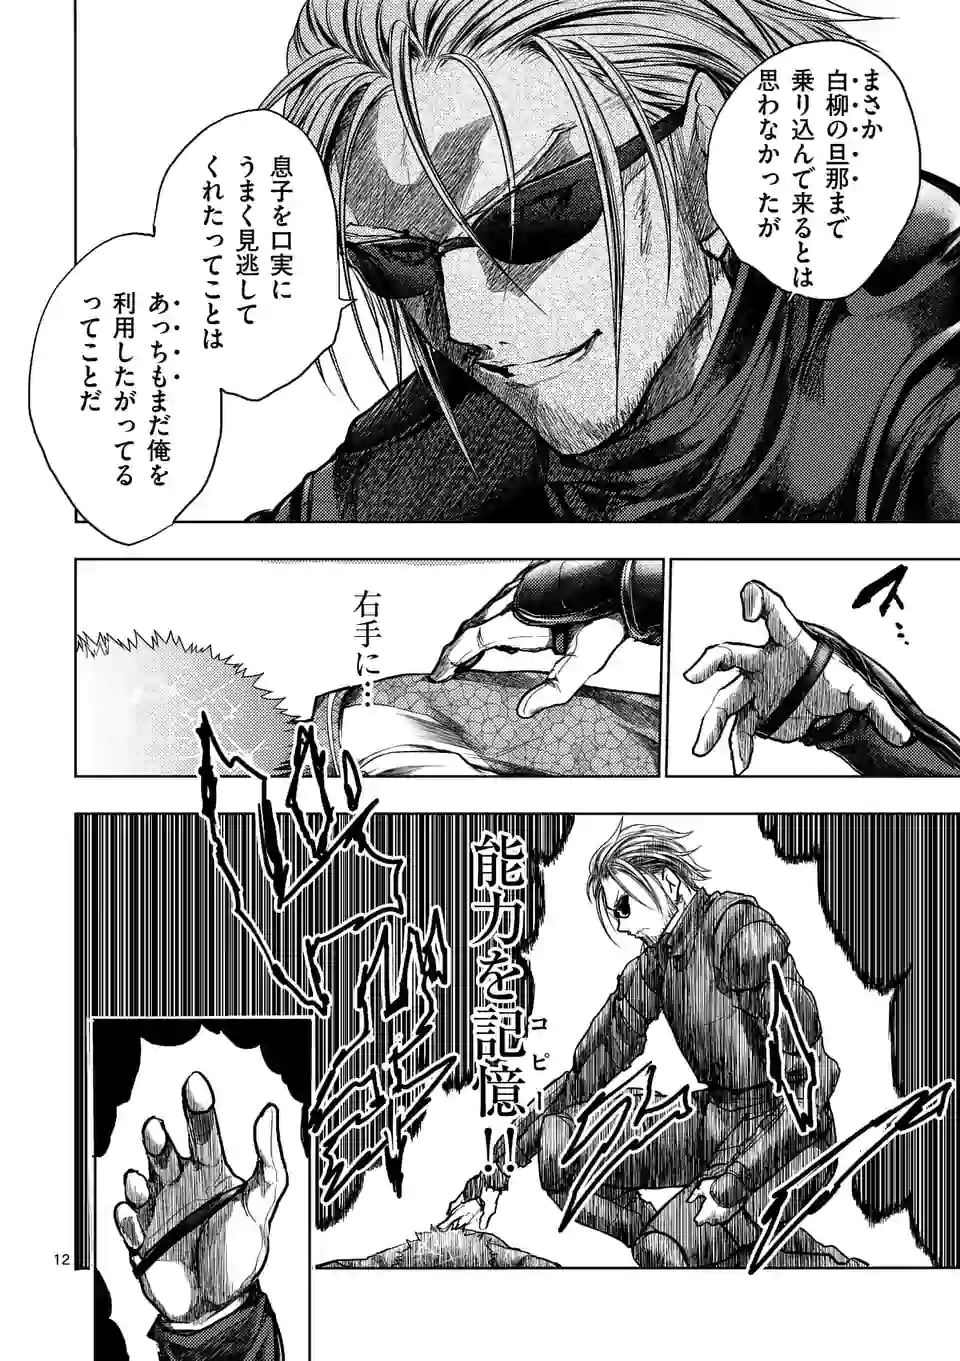 まさか
白柳の旦那まで
乗り込んで来るとは
思わなかったが
息子を口実に
うまく見逃して
くれたってことは
あっちもまだ俺を
利用したがってる
ってことだ
ス…
右手に…
能力を記憶!!
コピー
12